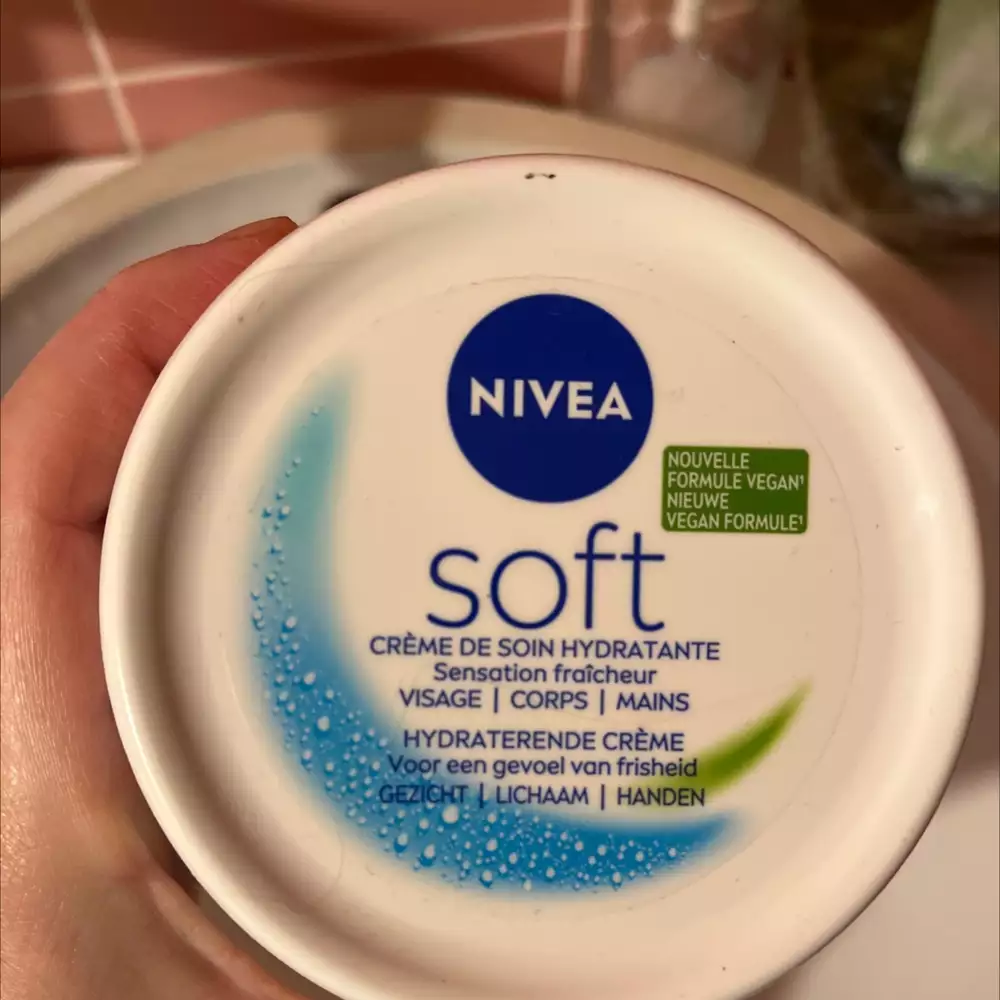 NIVEA
NOUVELLE
FORMULE VEGAN¹
NIEUWE
VEGAN FORMULE¹
soft
CRÈME DE SOIN HYDRATANTE
Sensation fraîcheur
VISAGE | CORPS | MAINS
HYDRATERENDE CRÈME
Voor een gevoel van frisheid
GEZICHT | LICHAAM | HANDEN